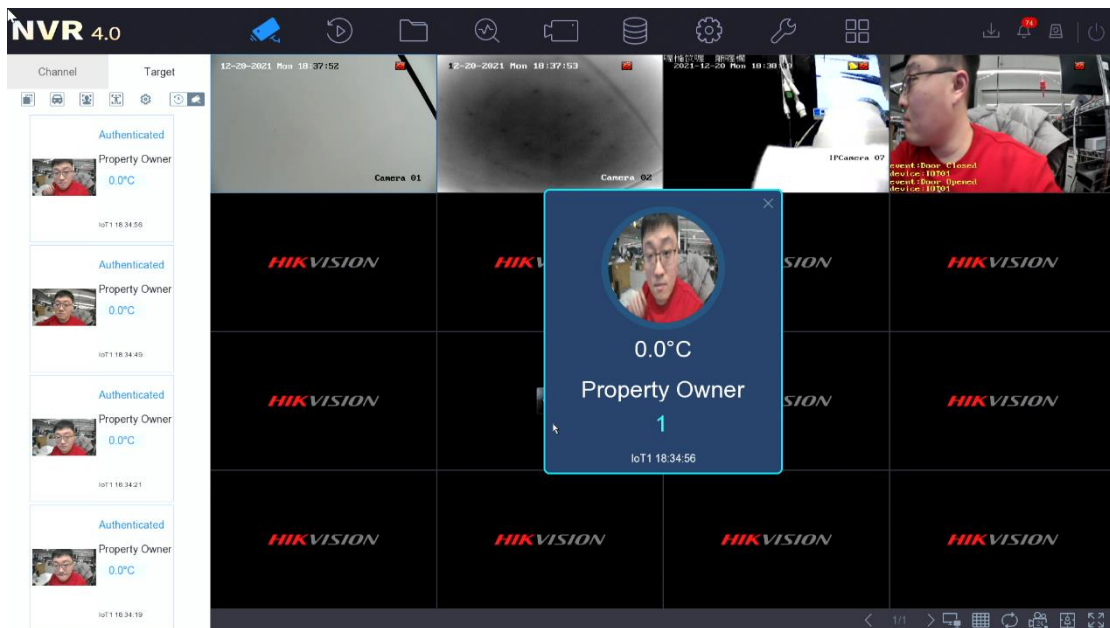 NVR 4.0
74
Channel
Target
Authenticated
Property Owner
0.0°C
IoT1 18:34:56
Authenticated
Property Owner
0.0°C
IoT1 18:34:49
Authenticated
Property Owner
0.0°C
IoT1 18:34:21
Authenticated
Property Owner
0.0°C
IoT1 18:34:19
12-20-2021 Mon 18:37:52
Camera 01
12-20-2021 Mon 18:37:53
Camera 02
2021-12-20 Mon 18:38
IPCamera 07
event:Door Closed
device:IOT01
event:Door Opened
device:IOT01
HIKVISION
HIKV
SION
HIKVISION
0.0°C
Property Owner
1
IoT1 18:34:56
HIKVISION
SION
HIKVISION
HIKVISION
HIKVISION
HIKVISION
HIKVISION
1/1